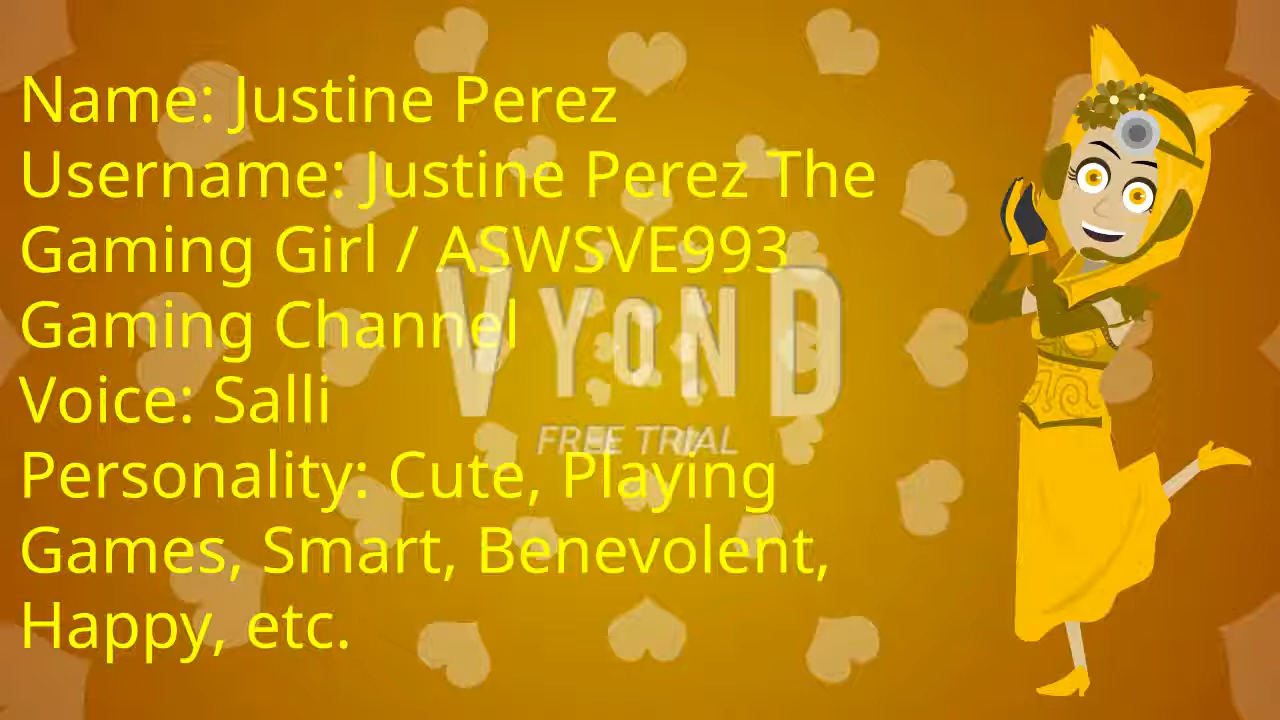 Name: Justine Perez
Username: Justine Perez The
Gaming Girl / ASWSVE993
Gaming Channel
Voice: Salli
Personality: Cute, Playing
Games, Smart, Benevolent,
Happy, etc.
VYOND
FREE TRIAL